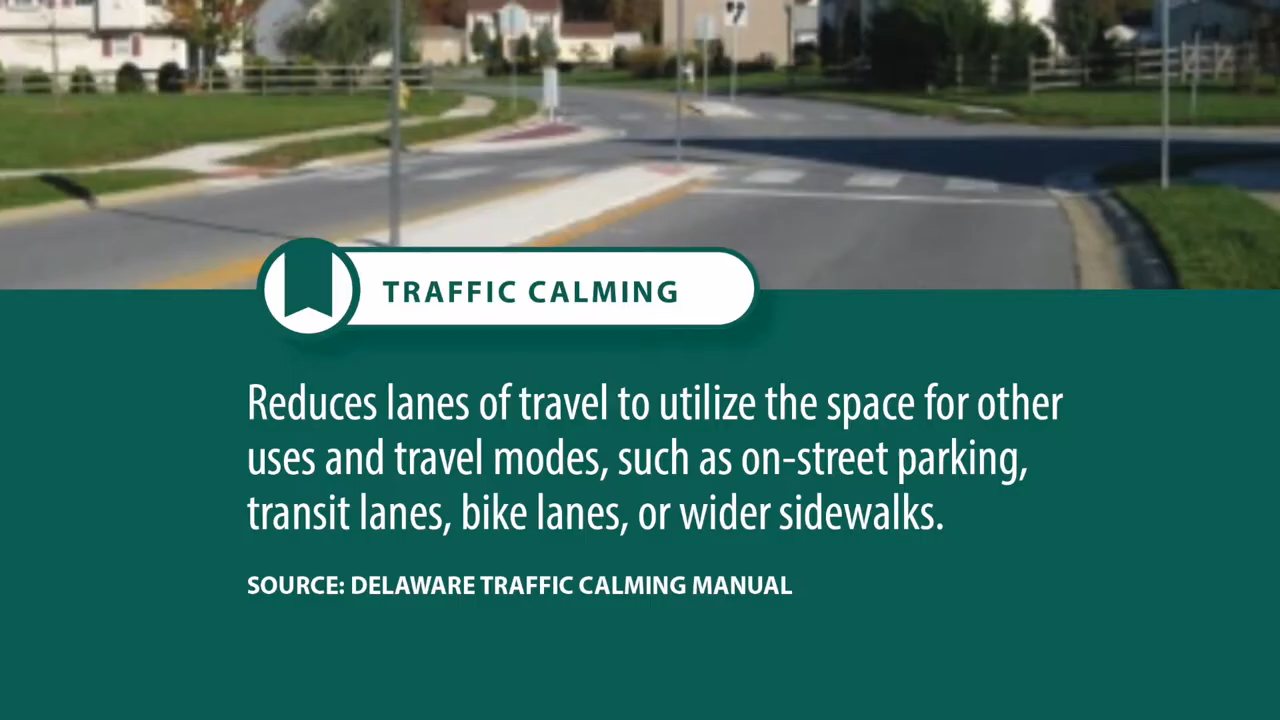 TRAFFIC CALMING
Reduces lanes of travel to utilize the space for other
uses and travel modes, such as on-street parking,
transit lanes, bike lanes, or wider sidewalks.
SOURCE: DELAWARE TRAFFIC CALMING MANUAL